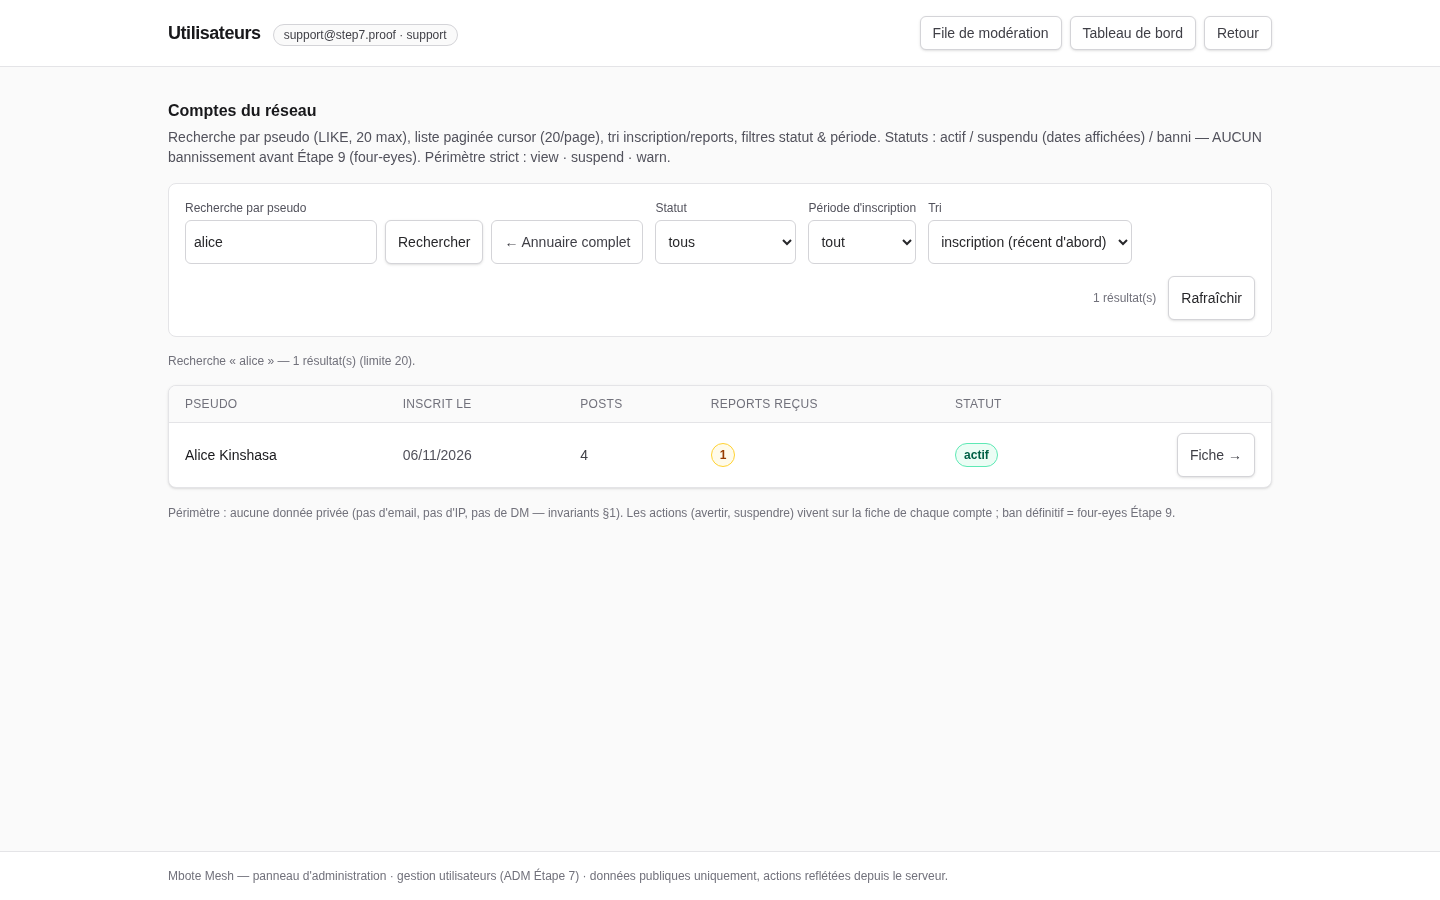 Utilisateurs
support@step7.proof · support
File de modération
Tableau de bord
Retour
Comptes du réseau
Recherche par pseudo (LIKE, 20 max), liste paginée cursor (20/page), tri inscription/reports, filtres statut & période. Statuts : actif / suspendu (dates affichées) / banni — AUCUN
bannissement avant Étape 9 (four-eyes). Périmètre strict : view · suspend · warn.
Recherche par pseudo
Statut
Période d'inscription
Tri
alice
Rechercher
← Annuaire complet
tous
tout
inscription (récent d'abord)
1 résultat(s)
Rafraîchir
Recherche « alice » — 1 résultat(s) (limite 20).
PSEUDO
INSCRIT LE
POSTS
REPORTS REÇUS
STATUT
Alice Kinshasa
06/11/2026
4
1
actif
Fiche →
Périmètre : aucune donnée privée (pas d'email, pas d'IP, pas de DM — invariants §1). Les actions (avertir, suspendre) vivent sur la fiche de chaque compte ; ban définitif = four-eyes Étape 9.
Mbote Mesh — panneau d'administration · gestion utilisateurs (ADM Étape 7) · données publiques uniquement, actions reflétées depuis le serveur.